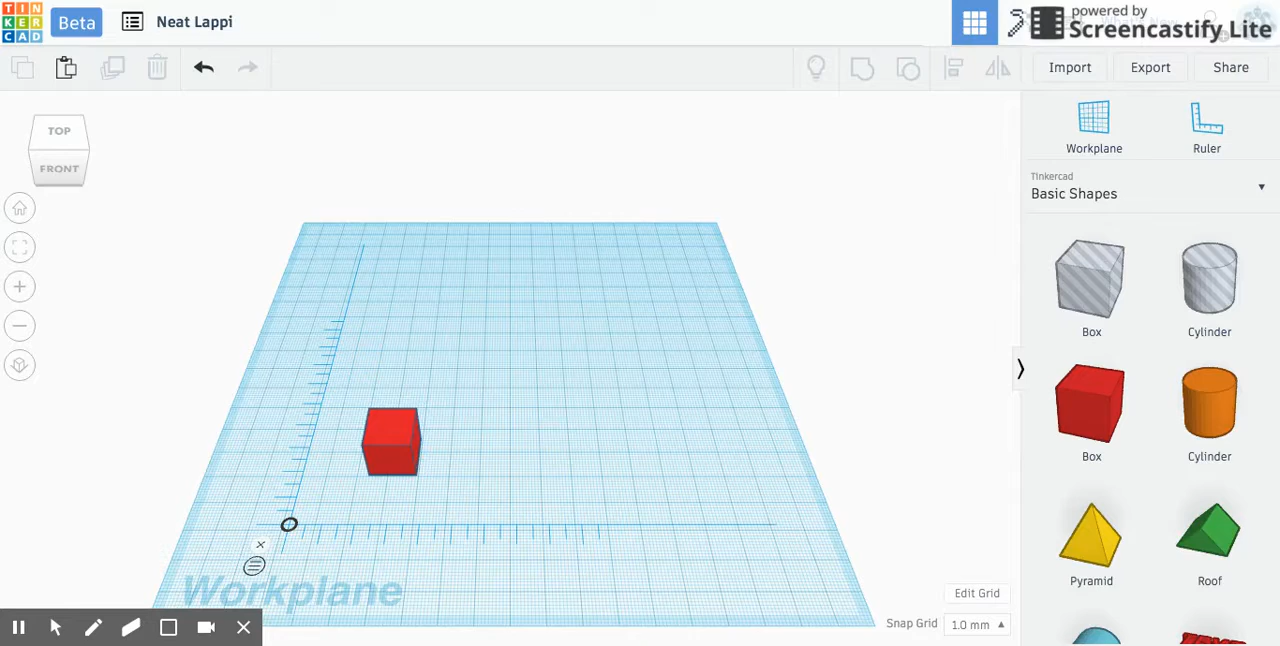 TIN
KER
CAD
Beta
Neat Lappi
powered by
Screencastify Lite
Import
Export
Share
TOP
FRONT
Workplane
Ruler
Tinkercad
Basic Shapes
Box
Cylinder
Box
Cylinder
Pyramid
Roof
Workplane
Edit Grid
Snap Grid
1.0 mm